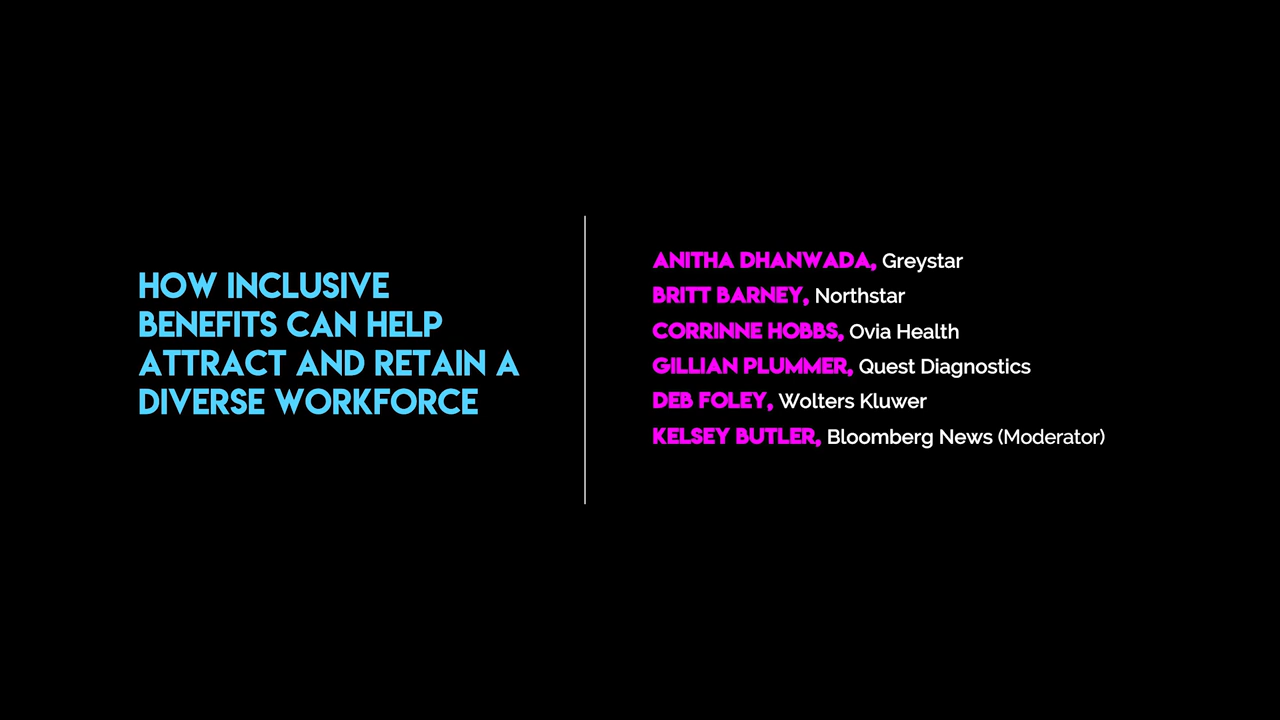 HOW INCLUSIVE
BENEFITS CAN HELP
ATTRACT AND RETAIN A
DIVERSE WORKFORCE
ANITHA DHANWADA, Greystar
BRITT BARNEY, Northstar
CORRINNE HOBBS, Ovia Health
GILLIAN PLUMMER, Quest Diagnostics
DEB FOLEY, Wolters Kluwer
KELSEY BUTLER, Bloomberg News (Moderator)